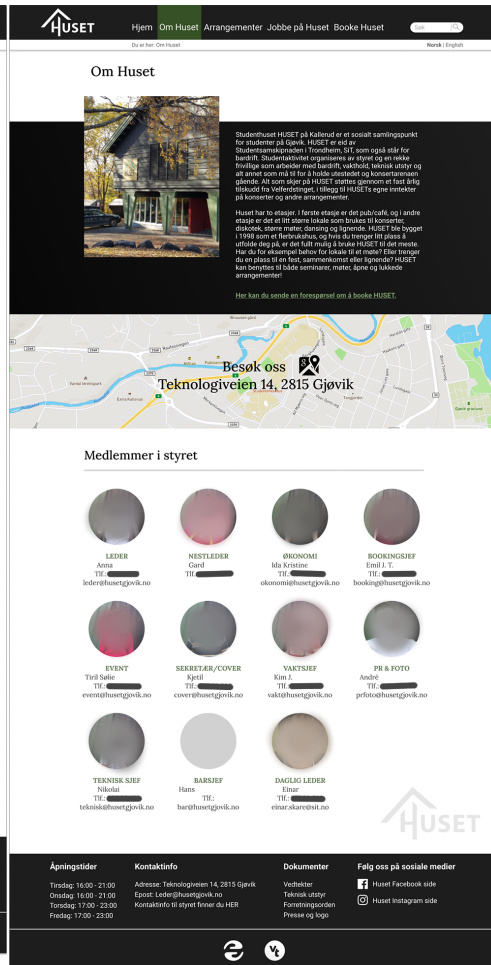 HUSET
Hjem Om Huset Arrangementer Jobbe på Huset Booke Huset
Søk
Du er her: Om Huset
Norsk | English
Om Huset
Studenthuset HUSET på Kallerud er et sosialt samlingspunkt
for studenter på Gjøvik. HUSET er eid av
Studentsamskipnaden i Trondheim, SiT, som også står for
bardrift. Studentaktivitet organiseres av styret og en rekke
frivillige som arbeider med bardrift, vakthold, teknisk utstyr og
alt annet som må til for å holde utestedet og konsertarenaen
gående. Alt som skjer på HUSET støttes gjennom et fast årlig
tilskudd fra Velferdstinget, i tillegg til HUSETs egne inntekter
på konserter og andre arrangementer.
Huset har to etasjer. I første etasje er det pub/café, og i andre
etasje er det et litt større lokale som brukes til konserter,
diskotek, større møter, dansing og lignende. HUSET ble bygget
i 1998 som et flerbrukshus, og hvis du trenger litt plass å
utfolde deg på, er det fullt mulig å bruke HUSET til det meste.
Har du for eksempel behov for lokale til et møte? Eller trenger
du en plass til en fest, sammenkomst eller lignende? HUSET
kan benyttes til både seminarer, møter, åpne og lukkede
arrangementer!
Her kan du sende en forespørsel om å booke HUSET.
Besøk oss
Teknologiveien 14, 2815 Gjøvik
Medlemmer i styret
LEDER NESTLEDER ØKONOMI BOOKINGSJEF
Anna Gard Ida Kristine Emil J. T.
Tlf.: Tlf. Tlf.: Tlf.:
leder@husetgjovik.no okonomi@husetgjovik.no booking@husetgjovik.no
EVENT SEKRETÆR/COVER VAKTSJEF PR & FOTO
Tiril Sølie Kjetil Kim J. André
Tlf.: Tlf.: Tlf.: Tlf.:
event@husetgjovik.no cover@husetgjovik.no vakt@husetgjovik.no prfoto@husetgjovik.no
TEKNISK SJEF BARSJEF DAGLIG LEDER
Nikolai Hans Einar
Tlf.: Tlf.: Tlf.:
teknisk@husetgjovik.no bar@husetgjovik.no einar.skare@sit.no
HUSET
Åpningstider Kontaktinfo Dokumenter Følg oss på sosiale medier
Tirsdag: 16:00 - 21:00 Adresse: Teknologiveien 14, 2815 Gjøvik Vedtekter Huset Facebook side
Onsdag: 16:00 - 21:00 Epost: Leder@husetgjovik.no Teknisk utstyr
Torsdag: 17:00 - 23:00 Kontaktinfo til styret finner du HER Forretningsorden Huset Instagram side
Fredag: 17:00 - 23:00 Presse og logo